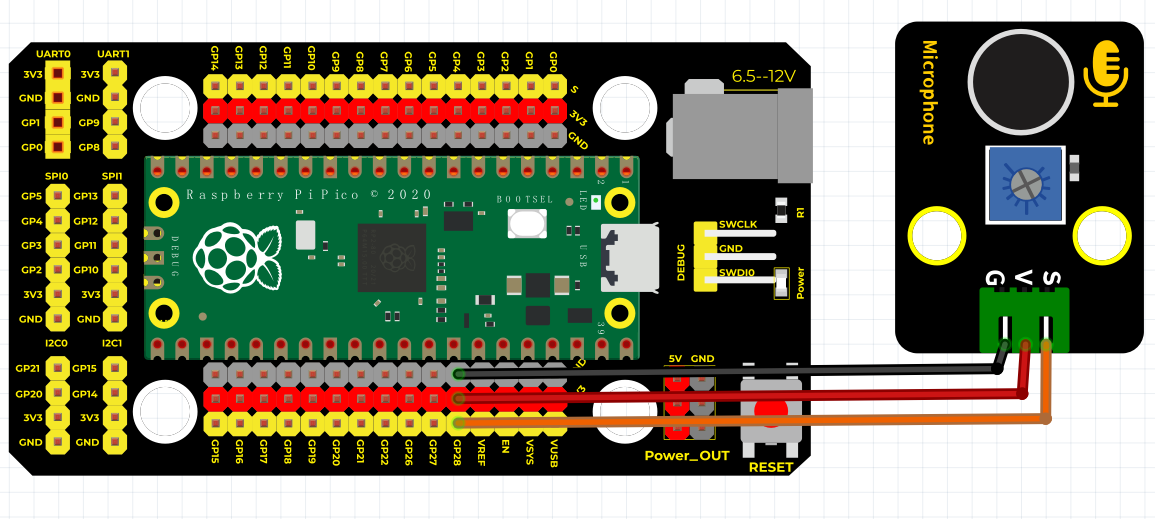 UART0 UART1
3V3 3V3
GND GND
GP1 GP9
GP0 GP8
SPI0 SPI1
GP5 GP13
GP4 GP12
GP3 GP11
GP2 GP10
3V3 3V3
GND GND
I2C0 I2C1
GP21 GP15
GP20 GP14
3V3 3V3
GND GND
GP14 GP13 GP12 GP11 GP10 GP9 GP8 GP7 GP6 GP5 GP4 GP3 GP2 GP1 GP0
S
3V3
GND
6.5--12V
Raspberry Pi Pico © 2020
BOOTSEL
LED
2
1
DEBUG
USB
39
R1
DEBUG
SWCLK
GND
SWDI0
Power
5V GND
Power_OUT
RESET
GP15 GP16 GP17 GP18 GP19 GP20 GP21 GP22 GP26 GP27 GP28 VREF EN VSYS VUSB
Microphone
G V S